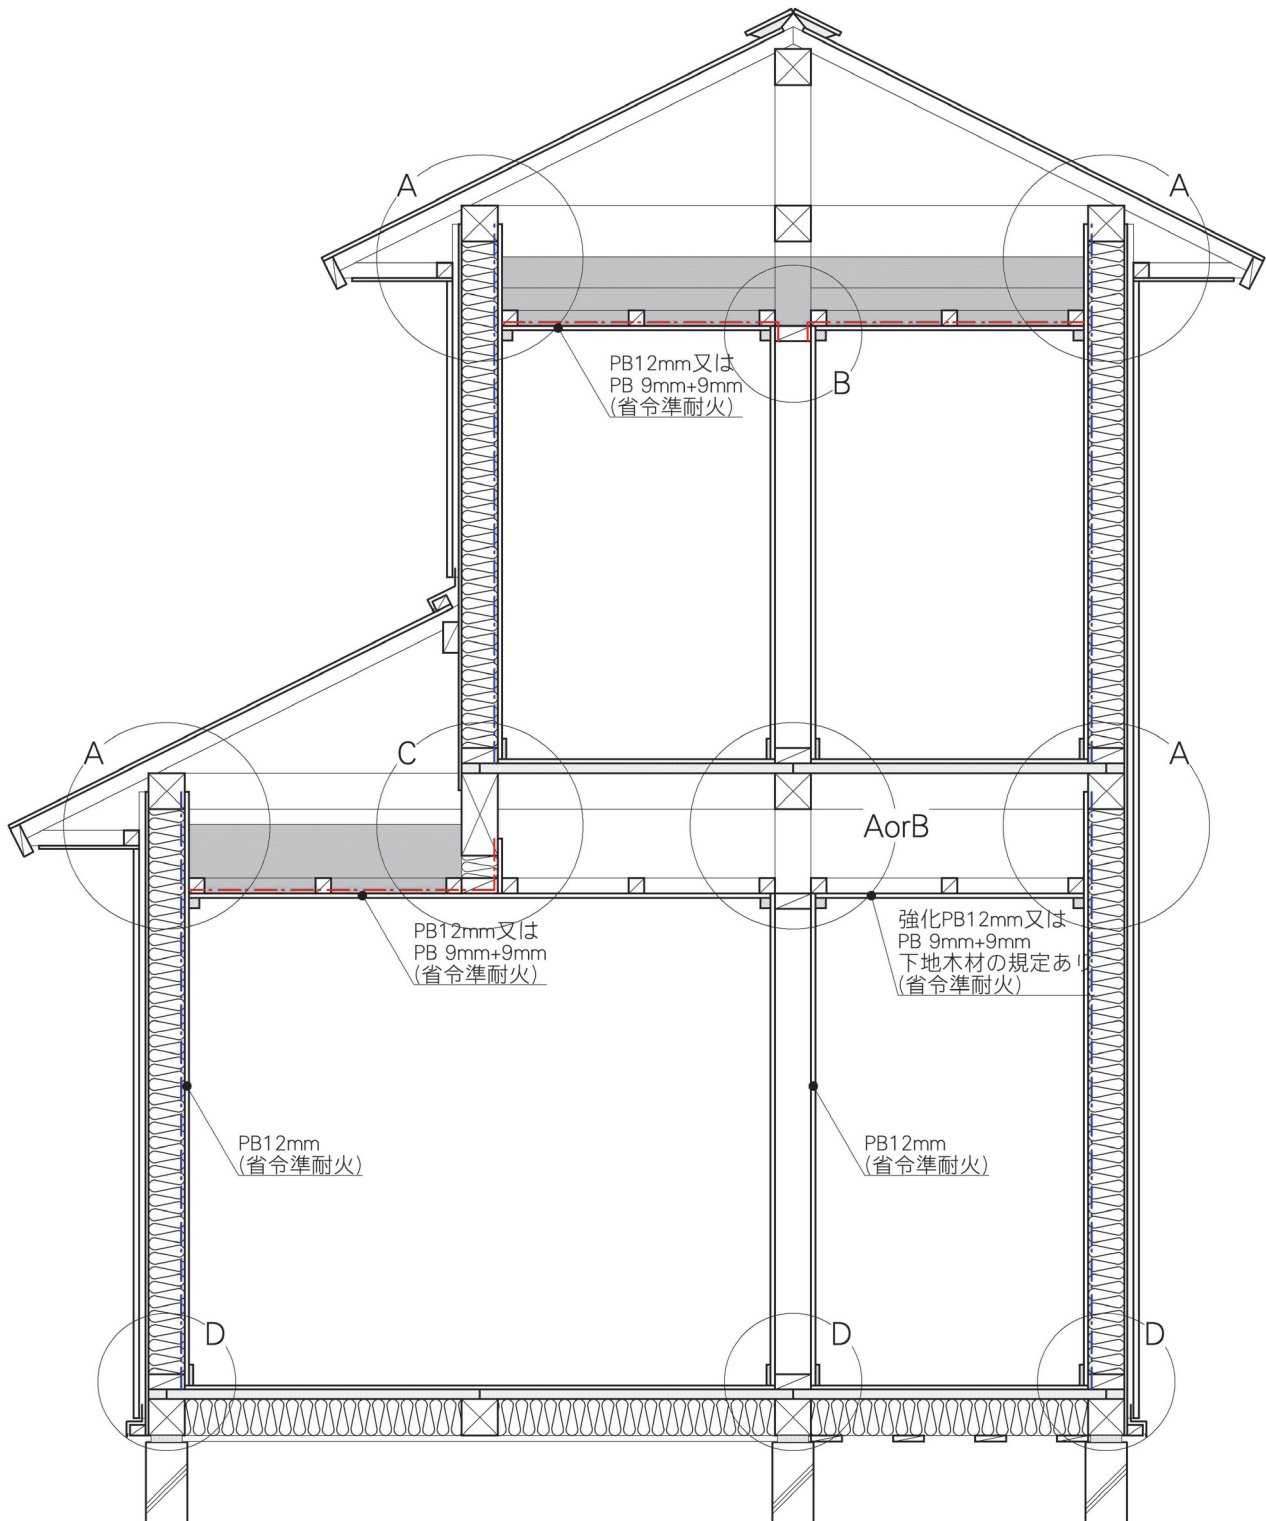 A
A
PB12mm又は
PB 9mm+9mm
(省令準耐火)
B
A
C
AorB
A
PB12mm又は
PB 9mm+9mm
(省令準耐火)
強化PB12mm又は
PB 9mm+9mm
下地木材の規定あり
(省令準耐火)
PB12mm
(省令準耐火)
PB12mm
(省令準耐火)
D
D
D